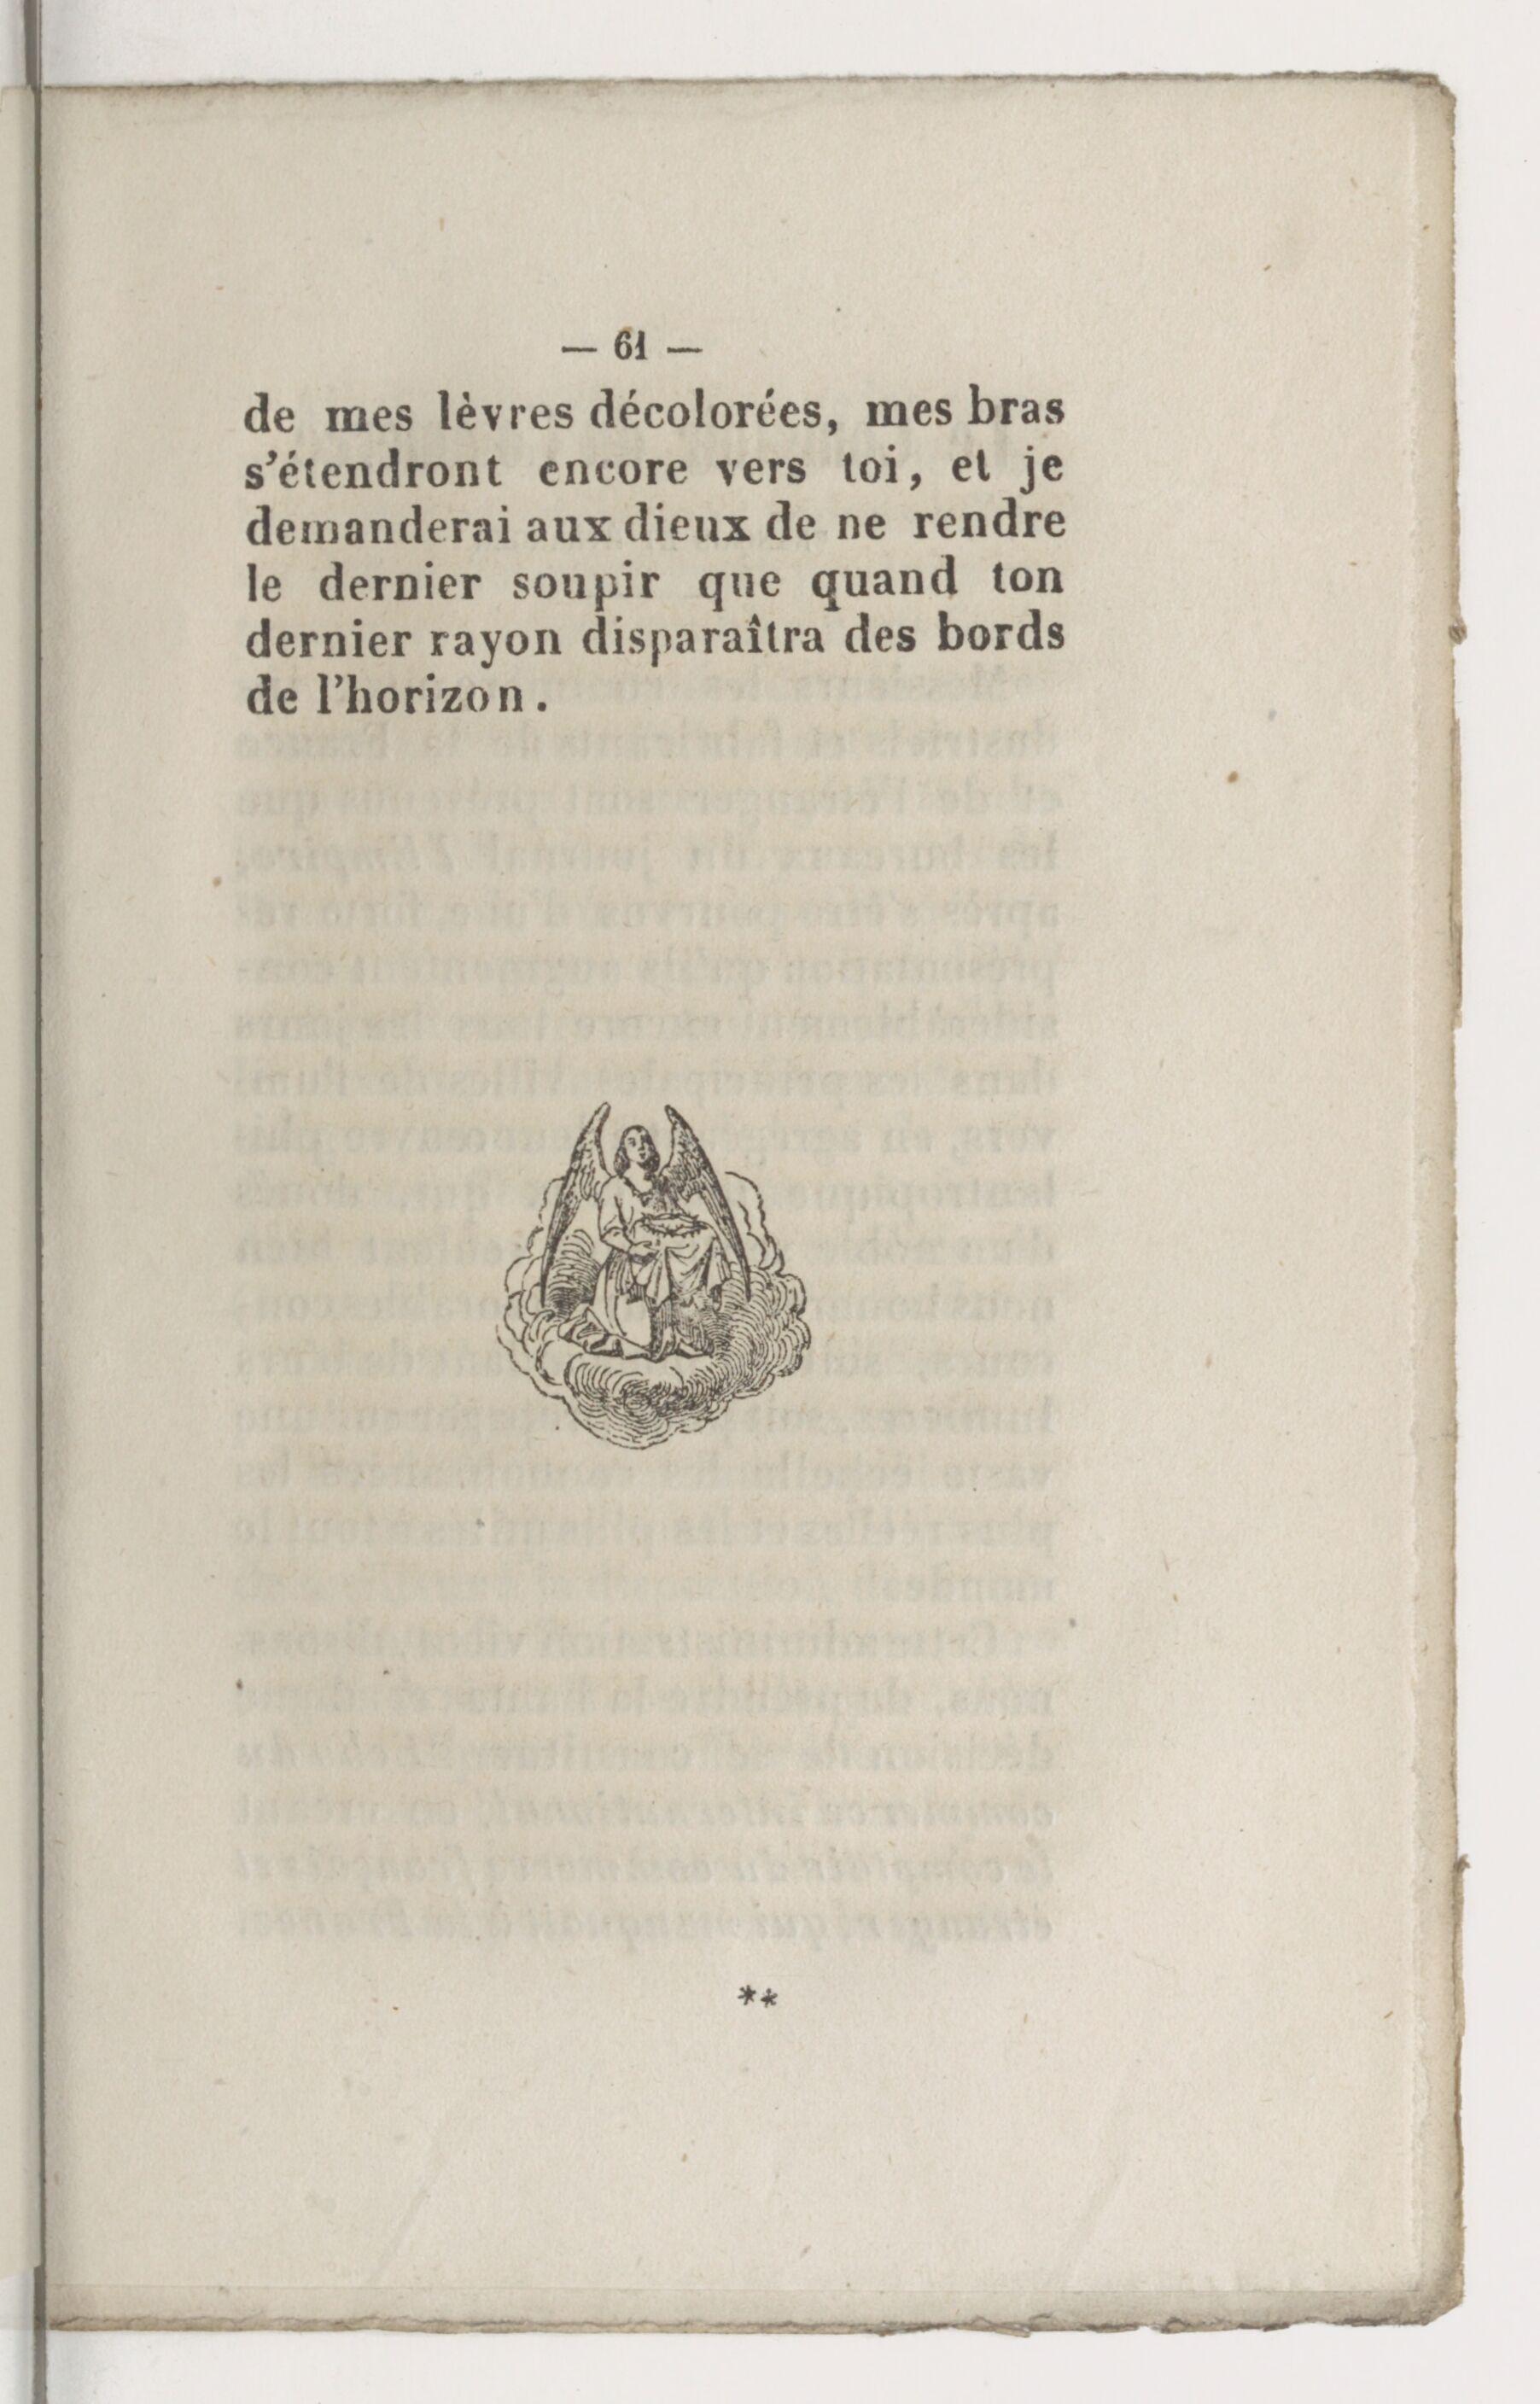 — 61 —
de mes lèvres décolorées, mes bras
s'étendront encore vers toi, et je
demanderai aux dieux de ne rendre
le dernier soupir que quand ton
dernier rayon disparaîtra des bords
de l'horizon.
**